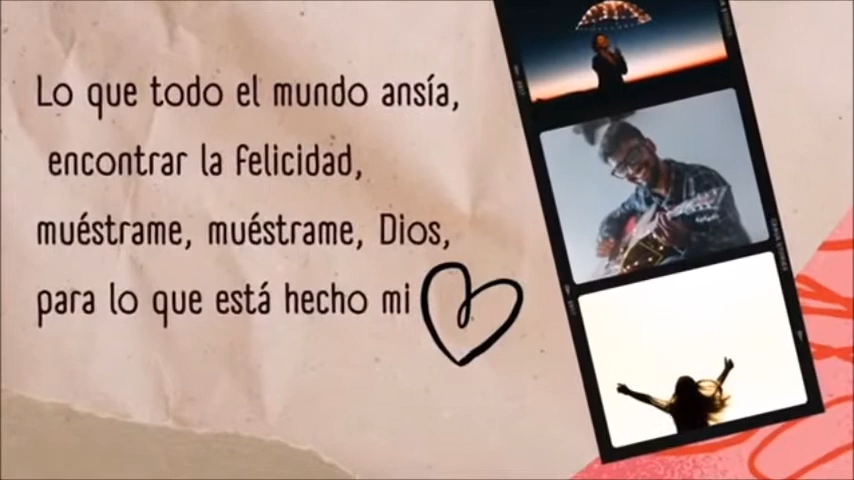 Lo que todo el mundo ansía,
encontrar la felicidad,
muéstrame, muéstrame, Dios,
para lo que está hecho mi